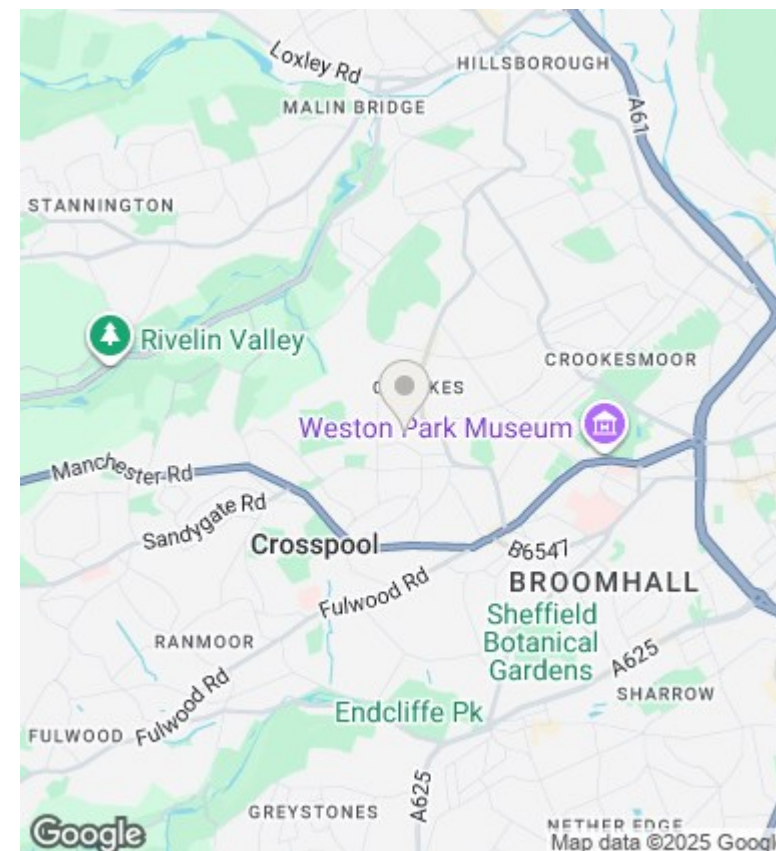 Loxley Rd
HILLSBOROUGH
MALIN BRIDGE
A61
STANNINGTON
Rivelin Valley
CROOKESMOOR
KES
Weston Park Museum
Manchester Rd
Sandygate Rd
Crosspool
B6547
BROOMHALL
Fulwood Rd
Sheffield
Botanical
Gardens
RANMOOR
A625
SHARROW
Fulwood Rd
FULWOOD
Endcliffe Pk
GREYSTONES
A625
NETHER EDGE
Google
Map data ©2025 Googl